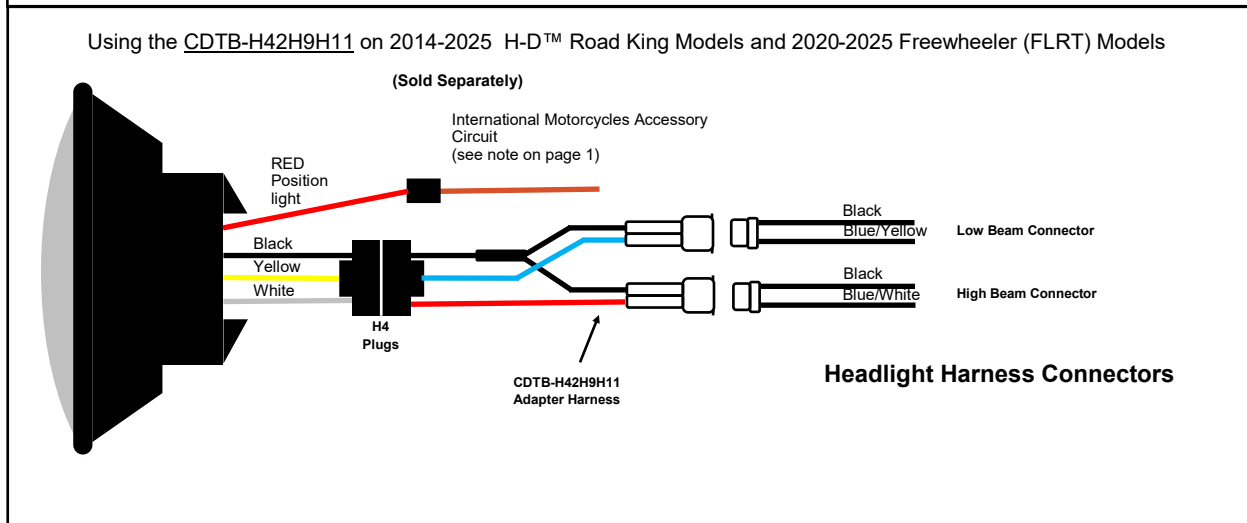 Using the CDTB-H42H9H11 on 2014-2025 H-D™ Road King Models and 2020-2025 Freewheeler (FLRT) Models
(Sold Separately)
International Motorcycles Accessory
Circuit
(see note on page 1)
RED
Position
light
Black
Yellow
White
H4
Plugs
CDTB-H42H9H11
Adapter Harness
Black
Blue/Yellow
Low Beam Connector
Black
Blue/White
High Beam Connector
Headlight Harness Connectors